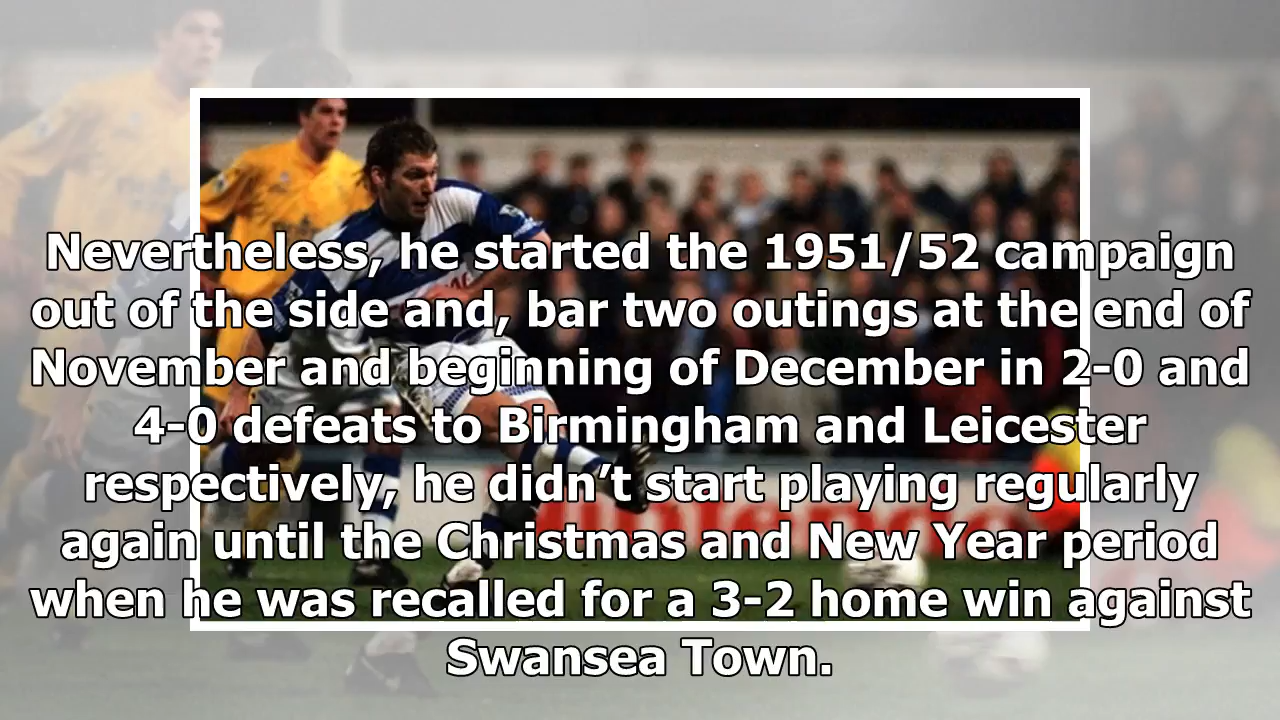 Nevertheless, he started the 1951/52 campaign
out of the side and, bar two outings at the end of
November and beginning of December in 2-0 and
4-0 defeats to Birmingham and Leicester
respectively, he didn’t start playing regularly
again until the Christmas and New Year period
when he was recalled for a 3-2 home win against
Swansea Town.